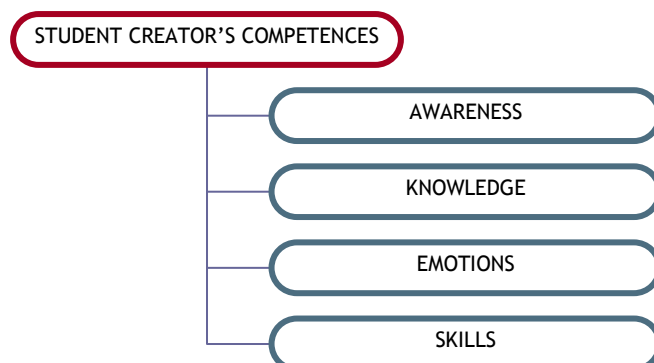 STUDENT CREATOR’S COMPETENCES
AWARENESS
KNOWLEDGE
EMOTIONS
SKILLS